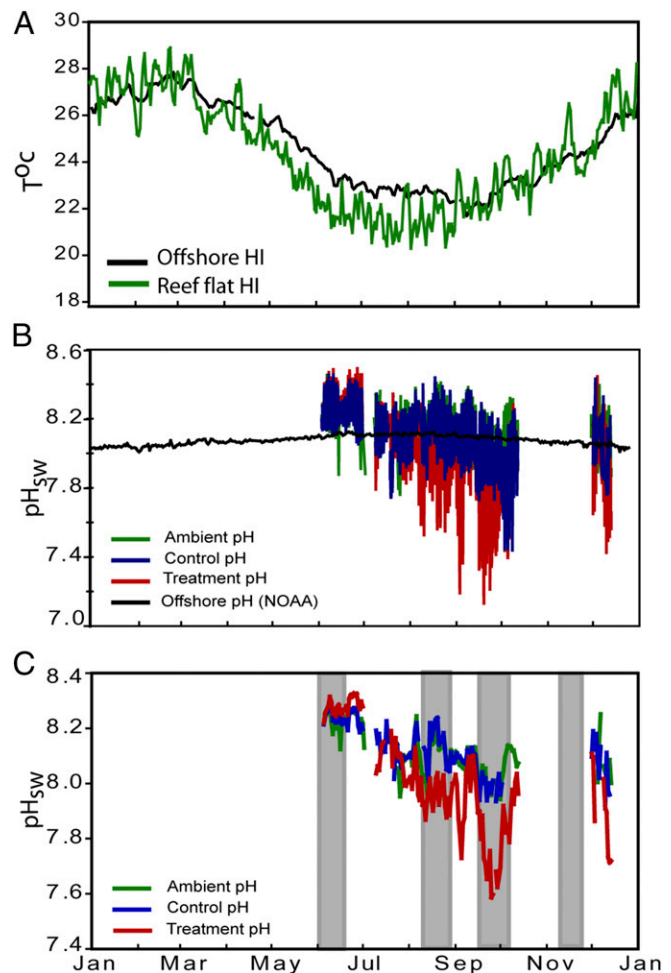 A
30
28
26
24
22
20
18
T°C
Offshore HI
Reef flat HI
B
8.6
8.2
7.8
7.4
7.0
pHsw
Ambient pH
Control pH
Treatment pH
Offshore pH (NOAA)
C
8.4
8.2
8.0
7.8
7.6
7.4
pHsw
Ambient pH
Control pH
Treatment pH
Jan Mar May Jul Sep Nov Jan